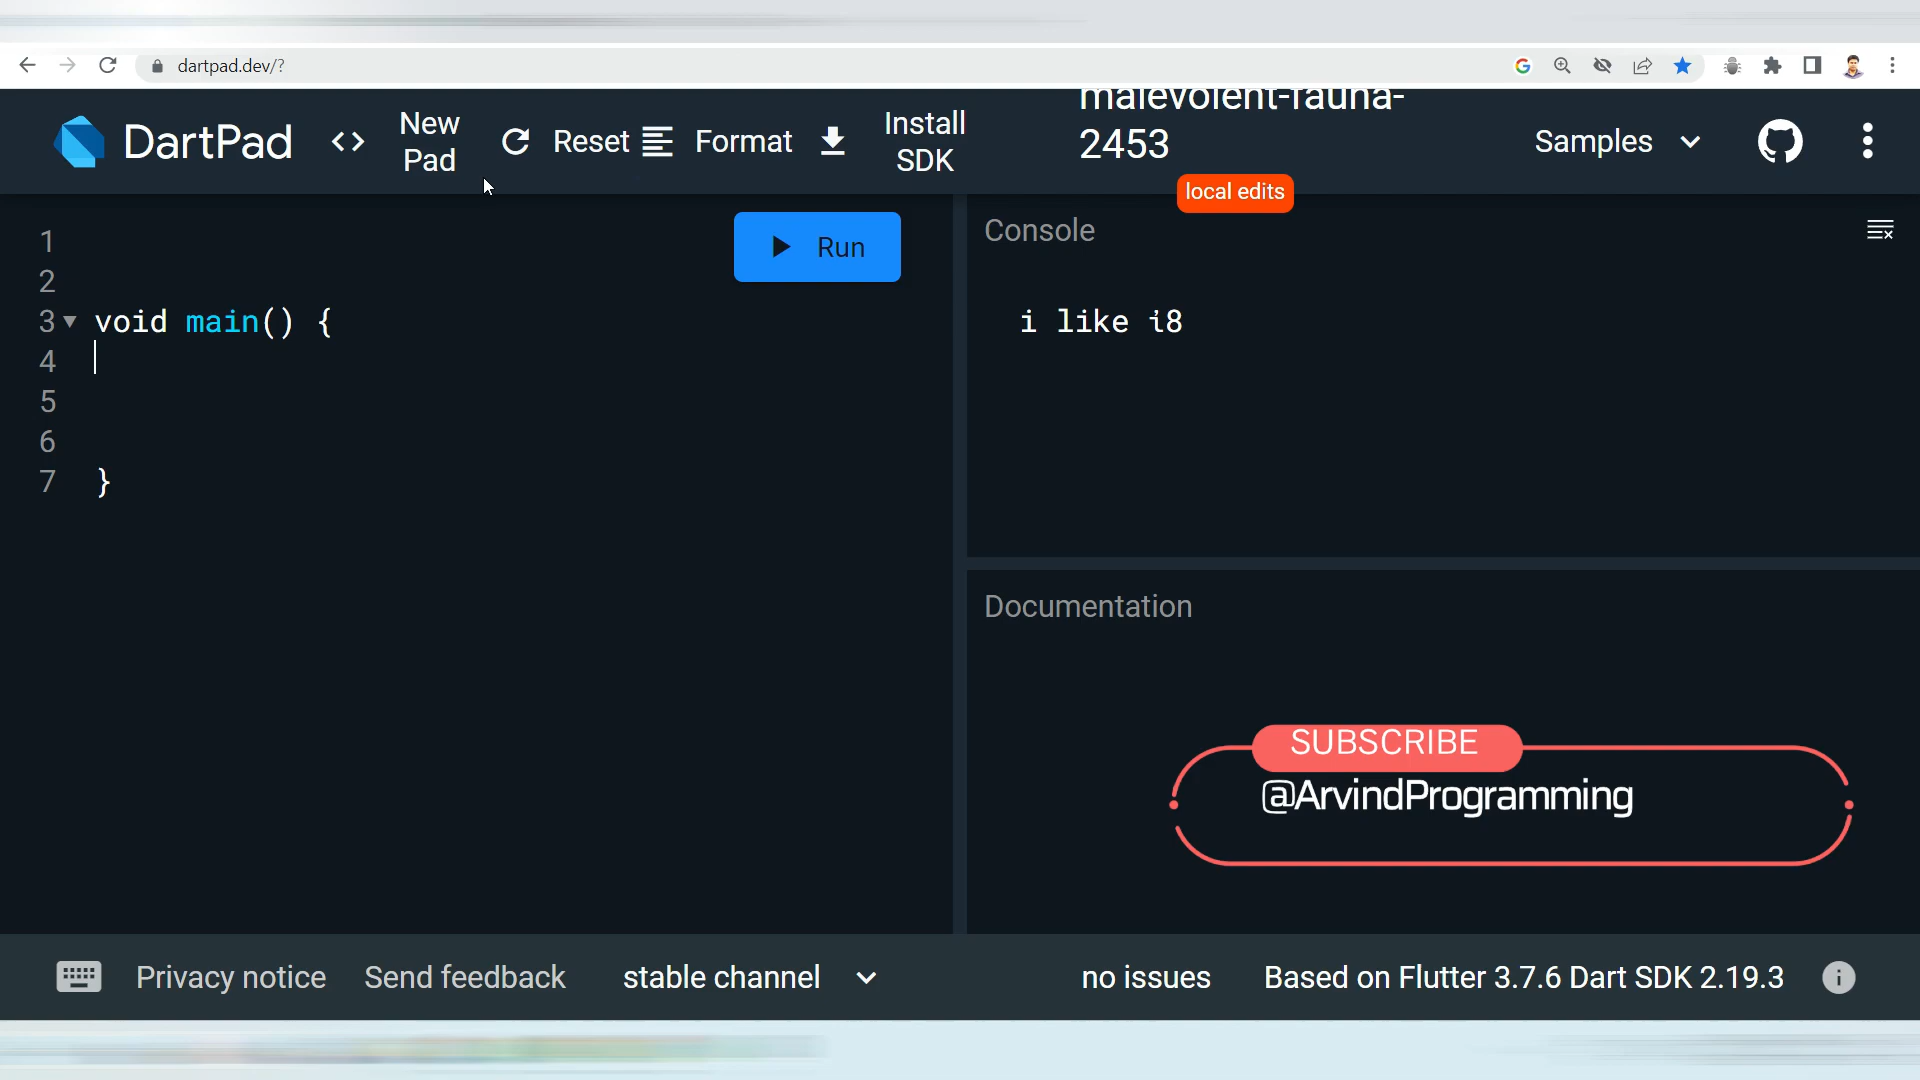 dartpad.dev/?
DartPad <> New Pad Reset Format Install SDK malevolent-fauna-2453 Samples
local edits
1
2
3 void main() {
4
5
6
7 }
Run
Console
i like i8
Documentation
SUBSCRIBE
@ArvindProgramming
Privacy notice Send feedback stable channel no issues Based on Flutter 3.7.6 Dart SDK 2.19.3